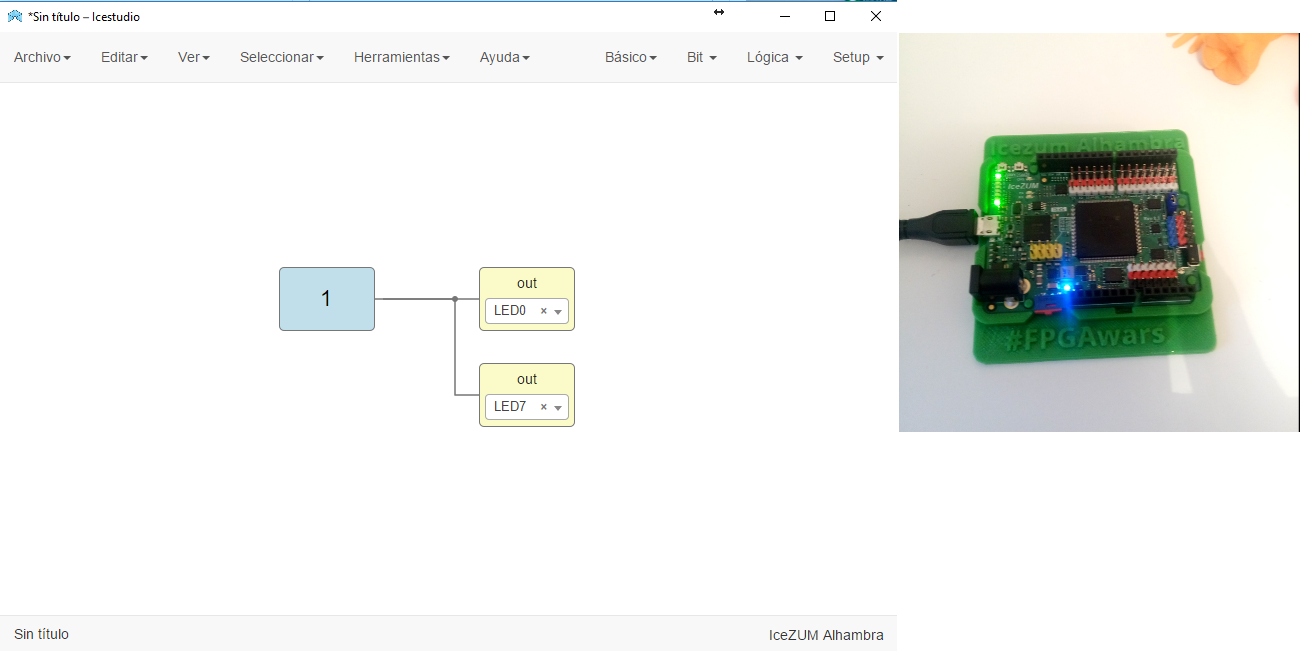 *Sin título – Icestudio
Archivo Editar Ver Seleccionar Herramientas Ayuda Básico Bit Lógica Setup
1
out
LED0 ×
out
LED7 ×
Sin título
IceZUM Alhambra
Icezum Alhambra
IceZUM
#FPGAwars